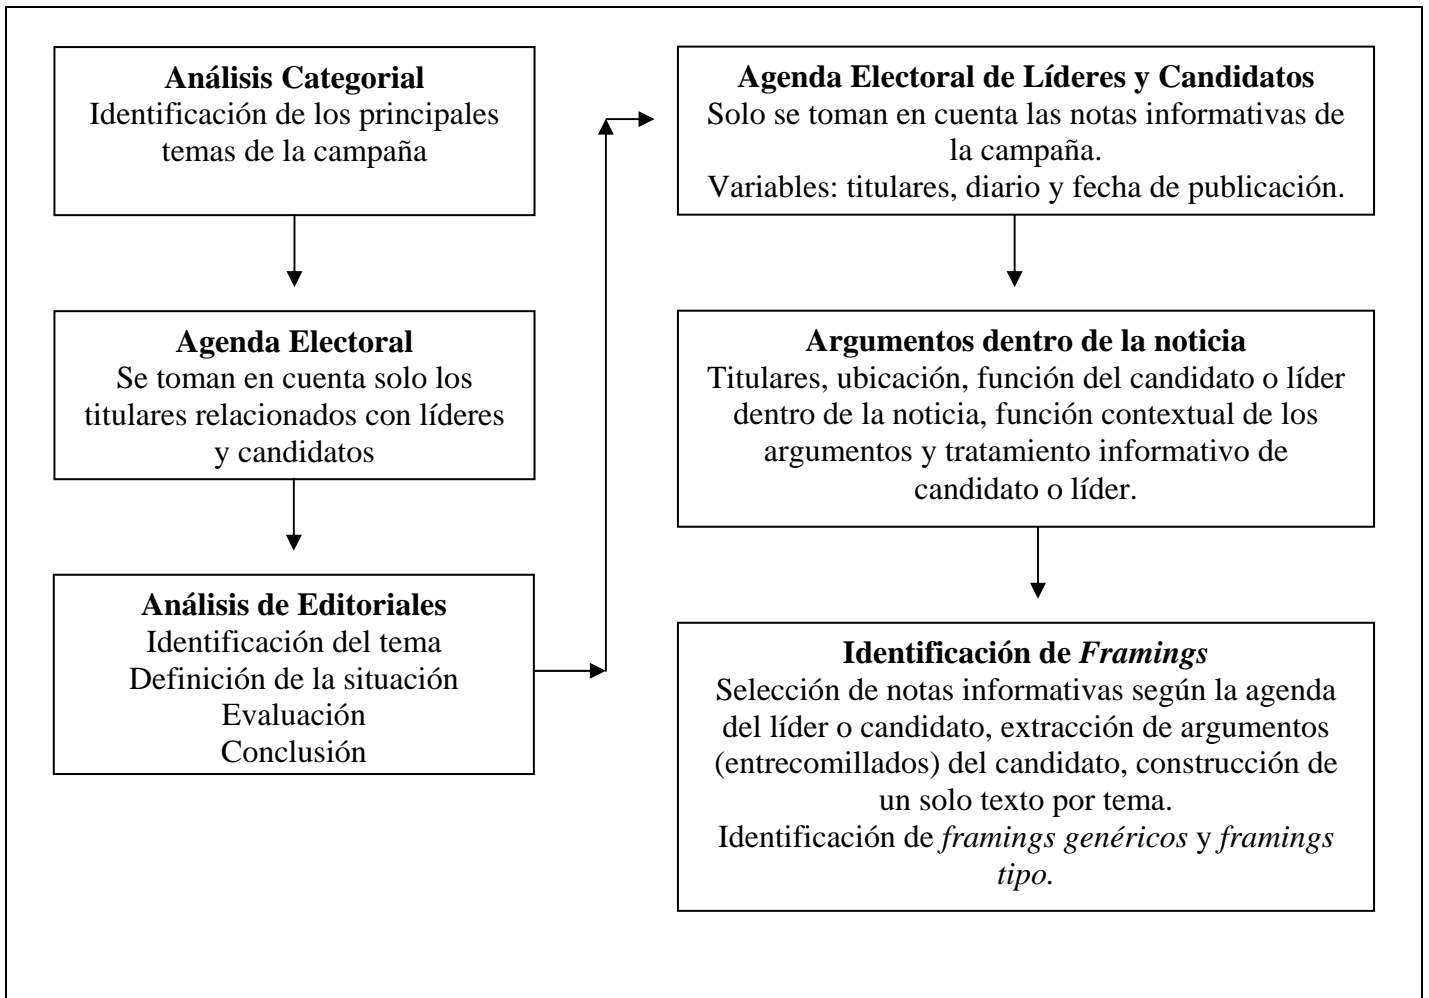 Análisis Categorial
Identificación de los principales
temas de la campaña
Agenda Electoral
Se toman en cuenta solo los
titulares relacionados con líderes
y candidatos
Análisis de Editoriales
Identificación del tema
Definición de la situación
Evaluación
Conclusión
Agenda Electoral de Líderes y Candidatos
Solo se toman en cuenta las notas informativas de
la campaña.
Variables: titulares, diario y fecha de publicación.
Argumentos dentro de la noticia
Titulares, ubicación, función del candidato o líder
dentro de la noticia, función contextual de los
argumentos y tratamiento informativo de
candidato o líder.
Identificación de Framings
Selección de notas informativas según la agenda
del líder o candidato, extracción de argumentos
(entrecomillados) del candidato, construcción de
un solo texto por tema.
Identificación de framings genéricos y framings
tipo.